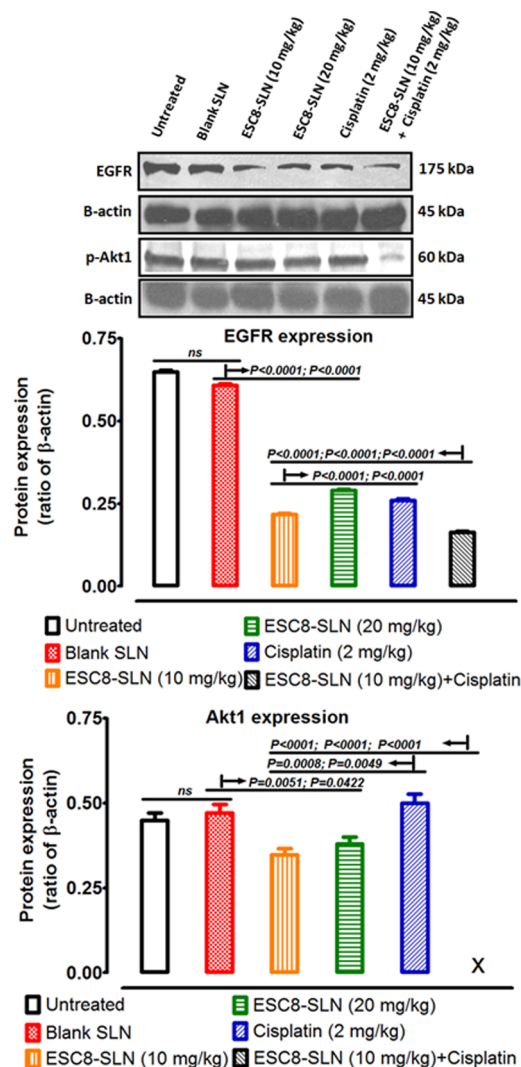 Untreated
Blank SLN
ESC8-SLN (10 mg/kg)
ESC8-SLN (20 mg/kg)
Cisplatin (2 mg/kg)
ESC8-SLN (10 mg/kg)
+ Cisplatin (2 mg/kg)
EGFR 175 kDa
B-actin 45 kDa
p-Akt1 60 kDa
B-actin 45 kDa
EGFR expression
Protein expression
(ratio of β-actin)
0.75
0.50
0.25
0.00
ns
P<0.0001; P<0.0001
P<0.0001; P<0.0001; P<0.0001
P<0.0001; P<0.0001
Untreated ESC8-SLN (20 mg/kg)
Blank SLN Cisplatin (2 mg/kg)
ESC8-SLN (10 mg/kg) ESC8-SLN (10 mg/kg)+Cisplatin
Akt1 expression
Protein expression
(ratio of β-actin)
0.75
0.50
0.25
0.00
P<0001; P<0001; P<0001
P=0.0008; P=0.0049
ns
P=0.0051; P=0.0422
X
Untreated ESC8-SLN (20 mg/kg)
Blank SLN Cisplatin (2 mg/kg)
ESC8-SLN (10 mg/kg) ESC8-SLN (10 mg/kg)+Cisplatin